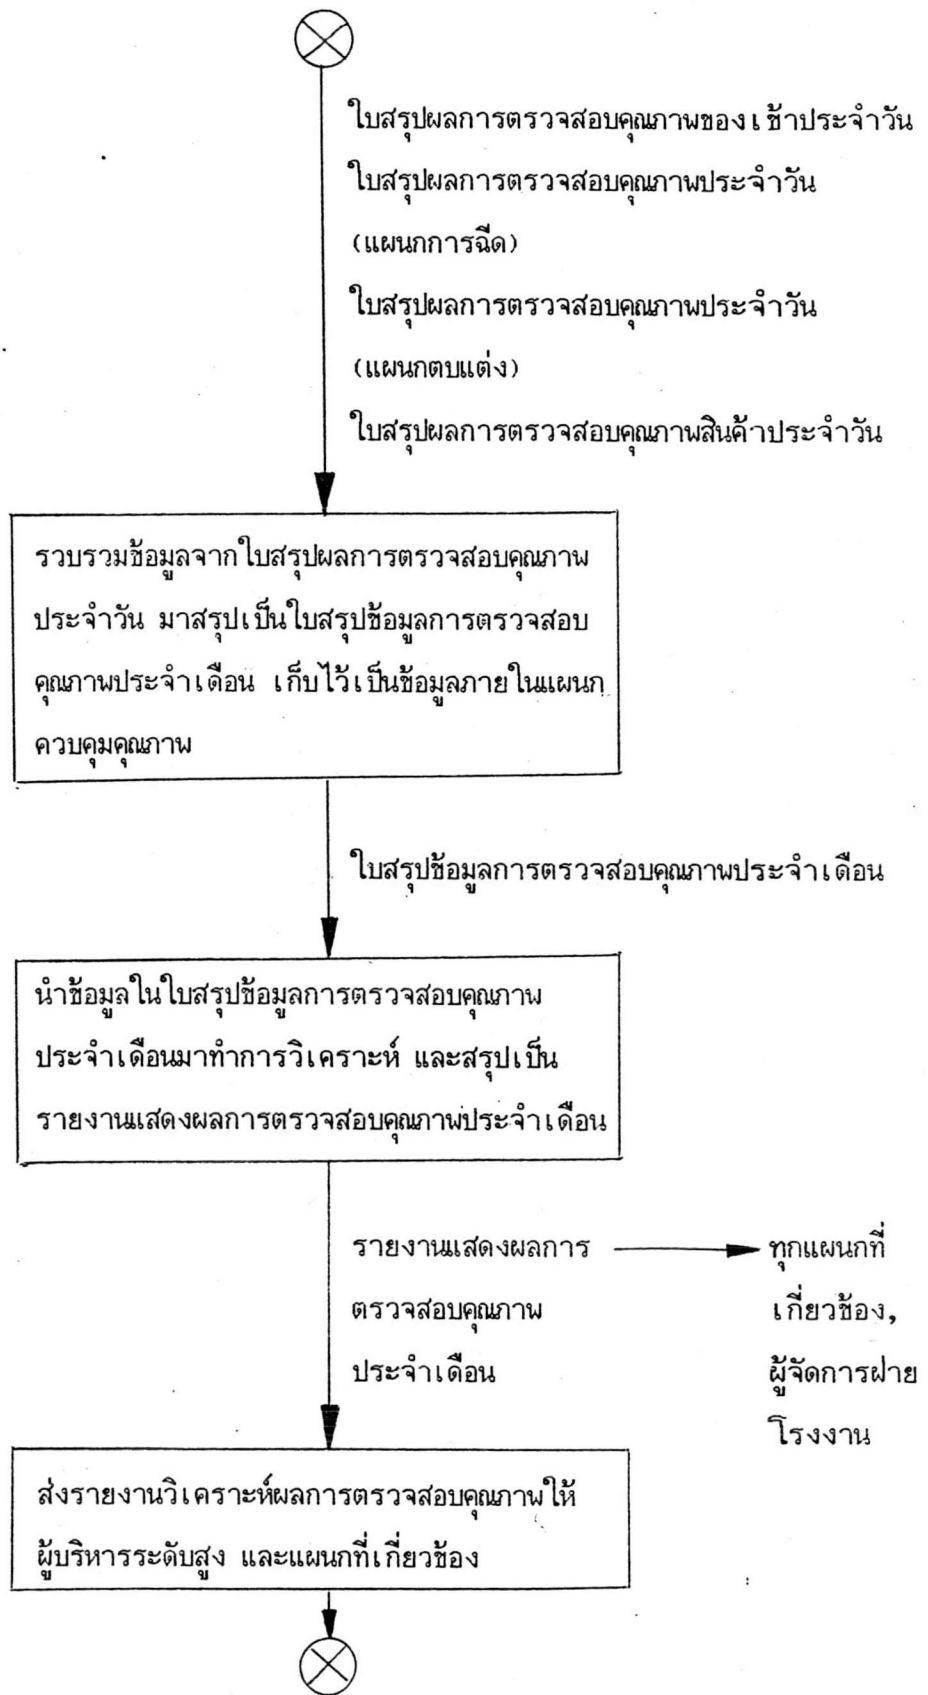 ใบสรุปผลการตรวจสอบคุณภาพของเข้าประจำวัน
ใบสรุปผลการตรวจสอบคุณภาพประจำวัน
(แผนกการฉีด)
ใบสรุปผลการตรวจสอบคุณภาพประจำวัน
(แผนกตบแต่ง)
ใบสรุปผลการตรวจสอบคุณภาพสินค้าประจำวัน
รวบรวมข้อมูลจากใบสรุปผลการตรวจสอบคุณภาพ
ประจำวัน มาสรุปเป็นใบสรุปข้อมูลการตรวจสอบ
คุณภาพประจำเดือน เก็บไว้เป็นข้อมูลภายในแผนก
ควบคุมคุณภาพ
ใบสรุปข้อมูลการตรวจสอบคุณภาพประจำเดือน
นำข้อมูลในใบสรุปข้อมูลการตรวจสอบคุณภาพ
ประจำเดือนมาทำการวิเคราะห์ และสรุปเป็น
รายงานแสดงผลการตรวจสอบคุณภาพประจำเดือน
รายงานแสดงผลการ
ตรวจสอบคุณภาพ
ประจำเดือน
ทุกแผนกที่
เกี่ยวข้อง,
ผู้จัดการฝ่าย
โรงงาน
ส่งรายงานวิเคราะห์ผลการตรวจสอบคุณภาพให้
ผู้บริหารระดับสูง และแผนกที่เกี่ยวข้อง